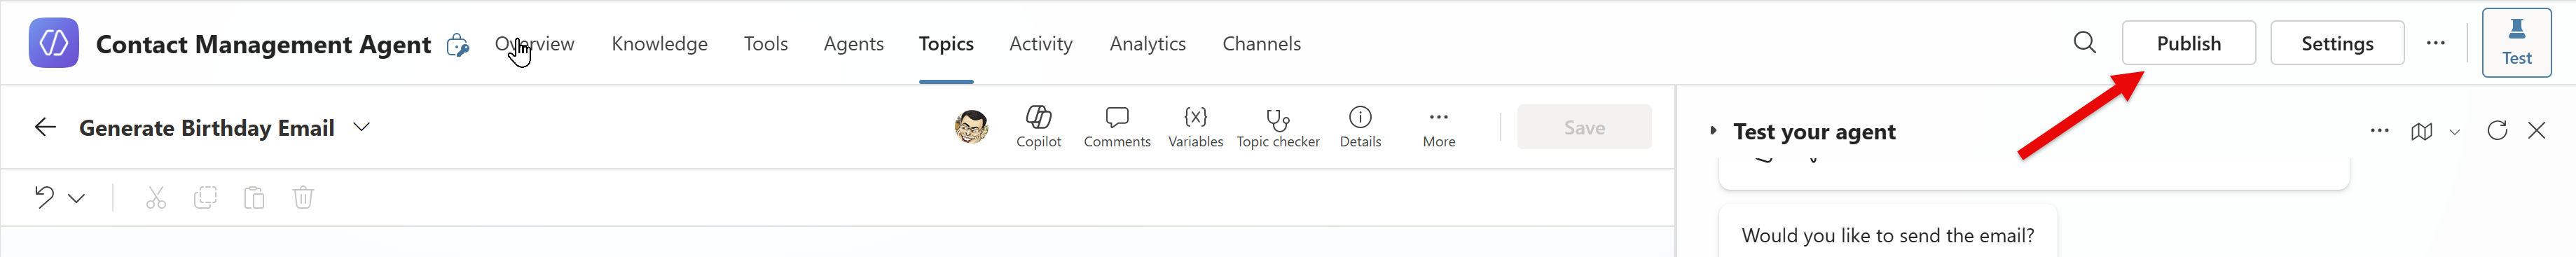 Contact Management Agent Overview Knowledge Tools Agents Topics Activity Analytics Channels Publish Settings Test
Generate Birthday Email Copilot Comments Variables Topic checker Details More Save
Test your agent
Would you like to send the email?